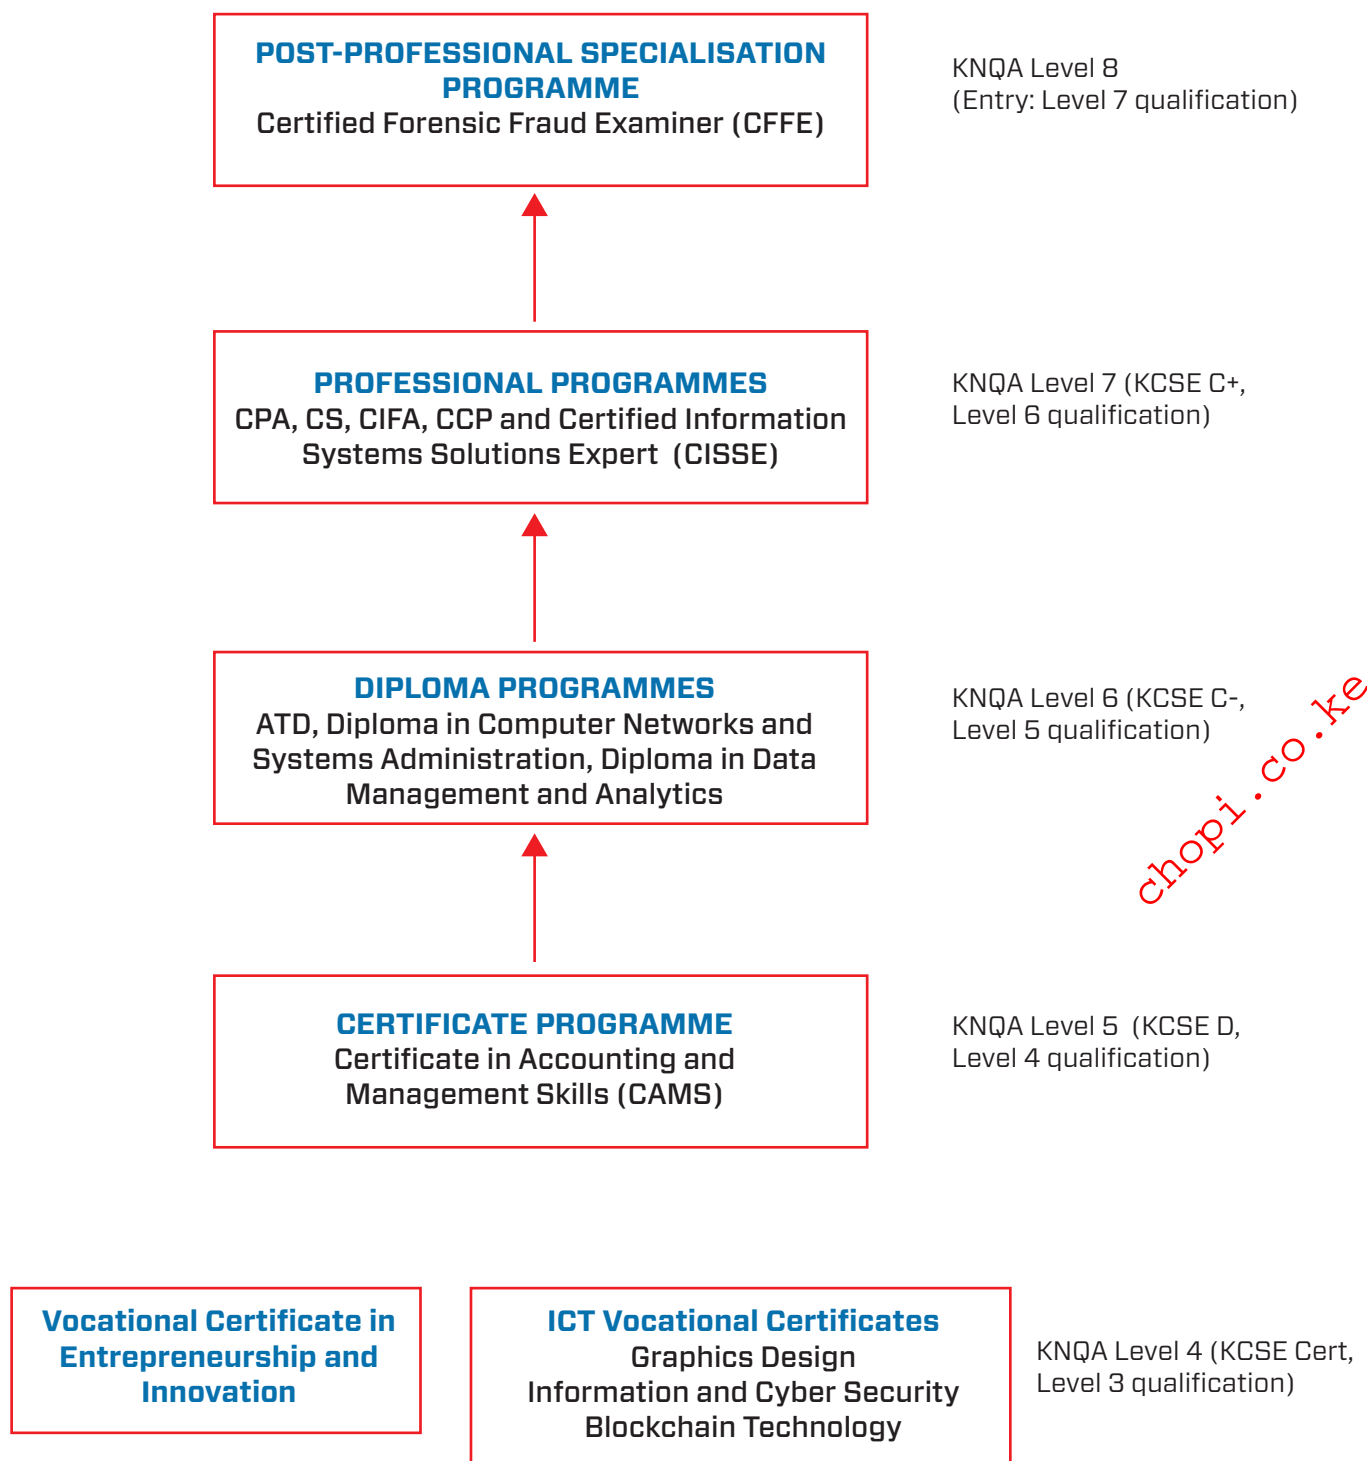 POST-PROFESSIONAL SPECIALISATION
PROGRAMME
Certified Forensic Fraud Examiner (CFFE)
KNQA Level 8
(Entry: Level 7 qualification)
PROFESSIONAL PROGRAMMES
CPA, CS, CIFA, CCP and Certified Information
Systems Solutions Expert (CISSE)
KNQA Level 7 (KCSE C+,
Level 6 qualification)
DIPLOMA PROGRAMMES
ATD, Diploma in Computer Networks and
Systems Administration, Diploma in Data
Management and Analytics
KNQA Level 6 (KCSE C-,
Level 5 qualification)
chopi.co.ke
CERTIFICATE PROGRAMME
Certificate in Accounting and
Management Skills (CAMS)
KNQA Level 5 (KCSE D,
Level 4 qualification)
Vocational Certificate in
Entrepreneurship and
Innovation
ICT Vocational Certificates
Graphics Design
Information and Cyber Security
Blockchain Technology
KNQA Level 4 (KCSE Cert,
Level 3 qualification)